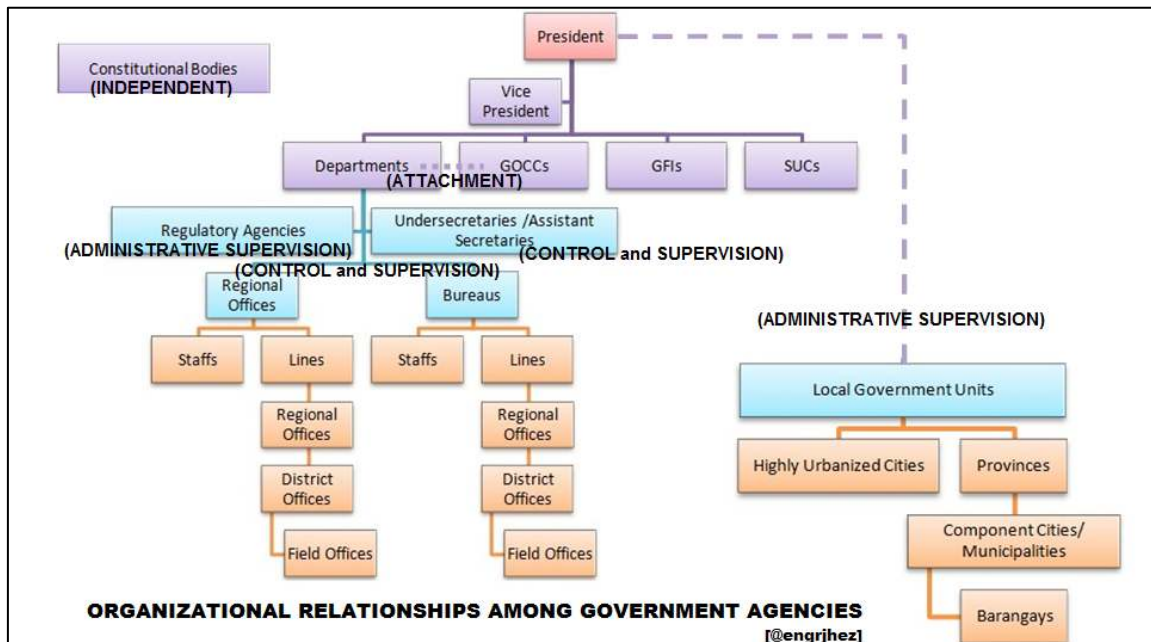 President
Constitutional Bodies
(INDEPENDENT)
Vice
President
Departments
GOCCs
GFIs
SUCs
(ATTACHMENT)
Regulatory Agencies
(ADMINISTRATIVE SUPERVISION)
Undersecretaries /Assistant
Secretaries
(CONTROL and SUPERVISION)
(CONTROL and SUPERVISION)
Regional
Offices
Bureaus
Staffs
Lines
Staffs
Lines
Regional
Offices
Regional
Offices
District
Offices
District
Offices
Field Offices
Field Offices
(ADMINISTRATIVE SUPERVISION)
Local Government Units
Highly Urbanized Cities
Provinces
Component Cities/
Municipalities
Barangays
ORGANIZATIONAL RELATIONSHIPS AMONG GOVERNMENT AGENCIES
[@engrjhez]